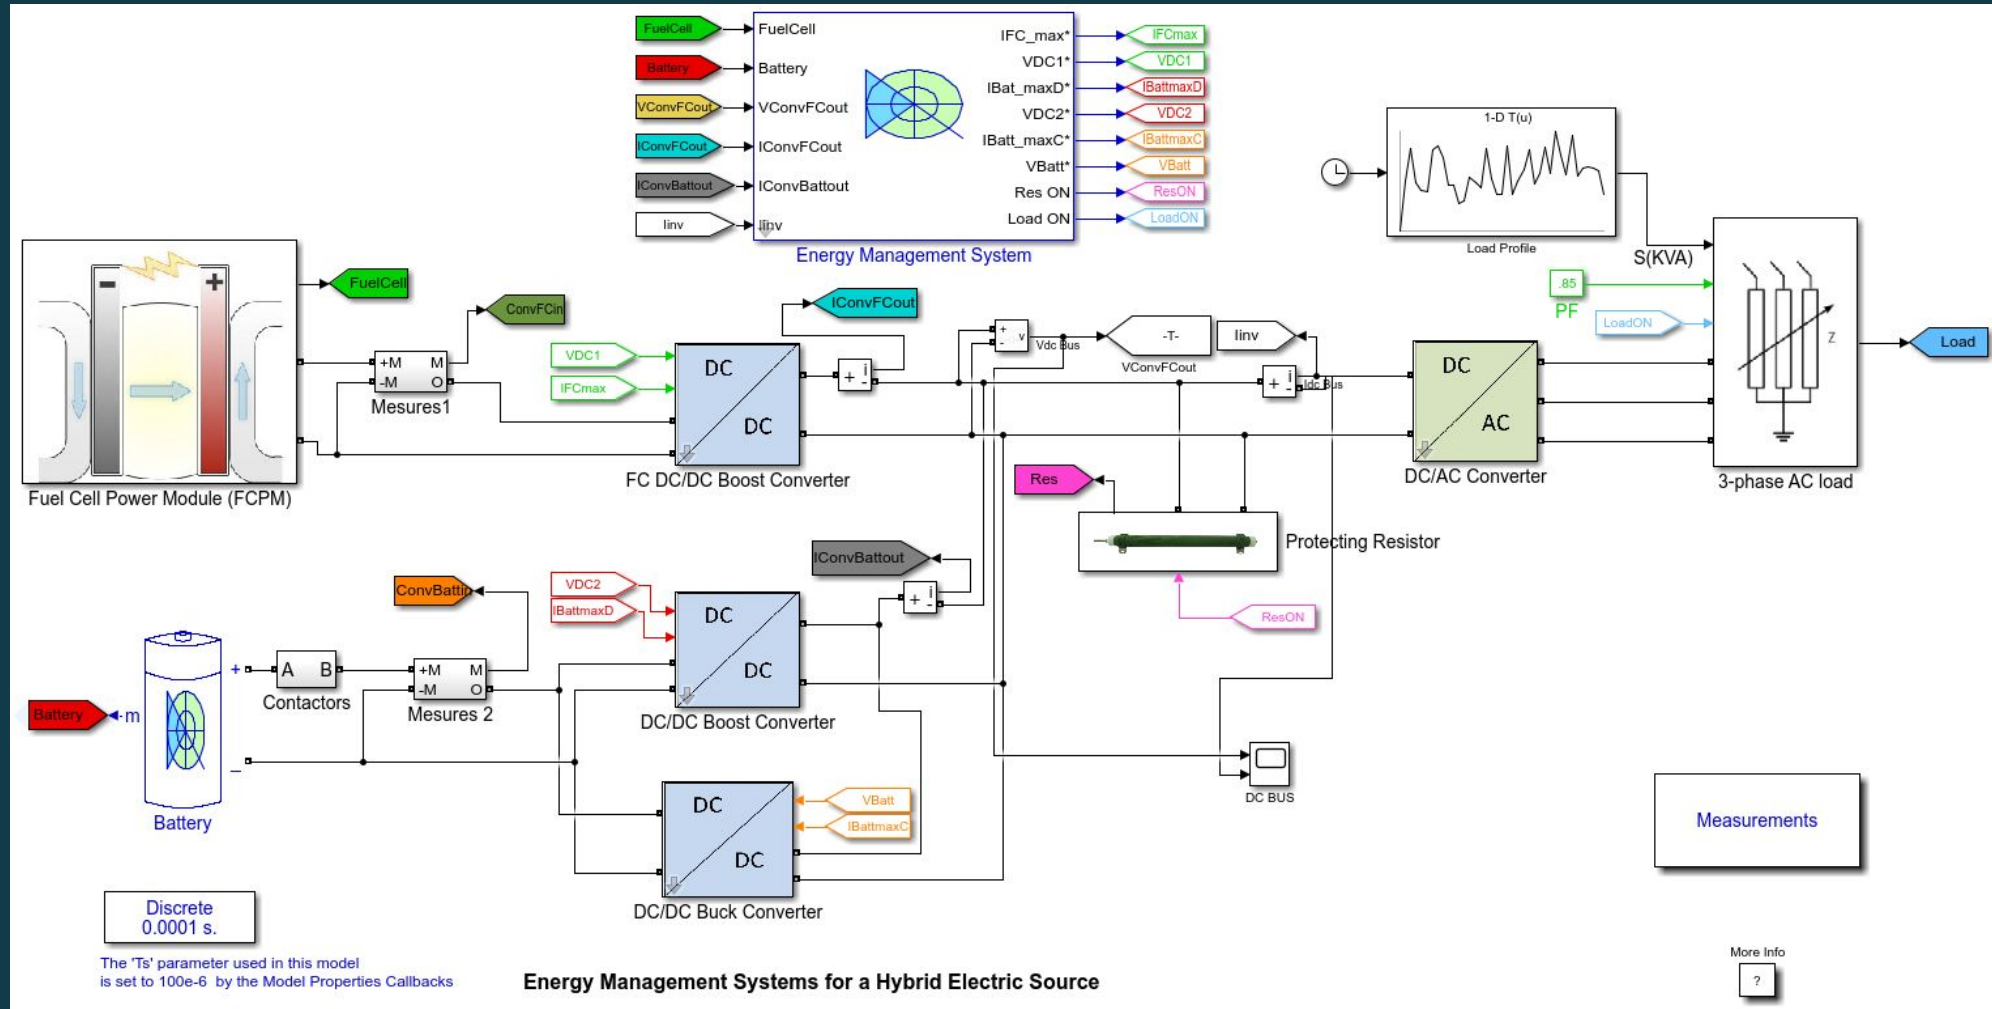 FuelCell
FuelCell
IFC_max*
IFCmax
VDC1*
VDC1
Battery
Battery
IBat_maxD*
IBattmaxD
VConvFCout
VConvFCout
VDC2*
VDC2
IConvFCout
IConvFCout
IBatt_maxC*
IBattmaxC
VBatt*
VBatt
IConvBattout
IConvBattout
Res ON
ResON
Iinv
Iinv
Load ON
LoadON
Energy Management System
1-D T(u)
Load Profile
S(KVA)
.85
PF
LoadON
Z
Load
3-phase AC load
FuelCell
- +
Fuel Cell Power Module (FCPM)
ConvFCin
+M M
-M O
Mesures1
VDC1
IFCmax
DC
DC
FC DC/DC Boost Converter
IConvFCout
+ i
-
+
- v
Vdc Bus
-T-
VConvFCout
Iinv
+ i
-
Idc Bus
DC
AC
DC/AC Converter
Res
Protecting Resistor
ResON
IConvBattout
+ i
-
ConvBattin
VDC2
IBattmaxD
DC
DC
DC/DC Boost Converter
+
A B
Contactors
+M M
-M O
Mesures 2
Battery
m
_
Battery
DC
DC
VBatt
IBattmaxC
DC/DC Buck Converter
DC BUS
Measurements
Discrete
0.0001 s.
The 'Ts' parameter used in this model
is set to 100e-6 by the Model Properties Callbacks
Energy Management Systems for a Hybrid Electric Source
More Info
?